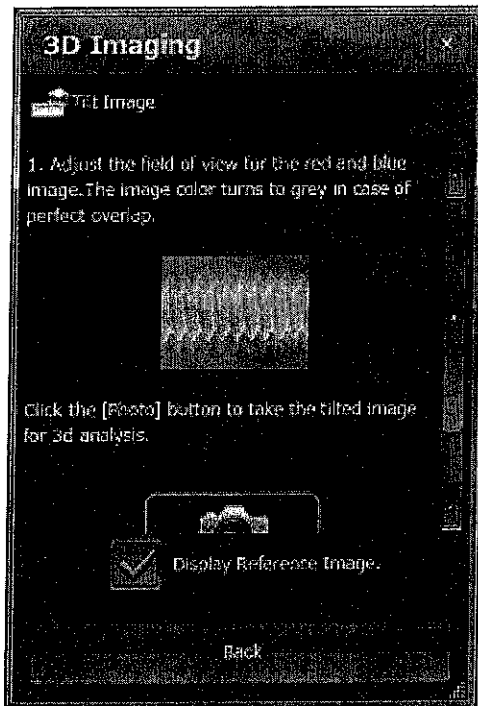 3D Imaging
Tilt Image
1. Adjust the field of view for the red and blue
image.The image color turns to grey in case of
perfect overlap.
Click the [Photo] button to take the tilted image
for 3d analysis.
Display Reference Image.
Back